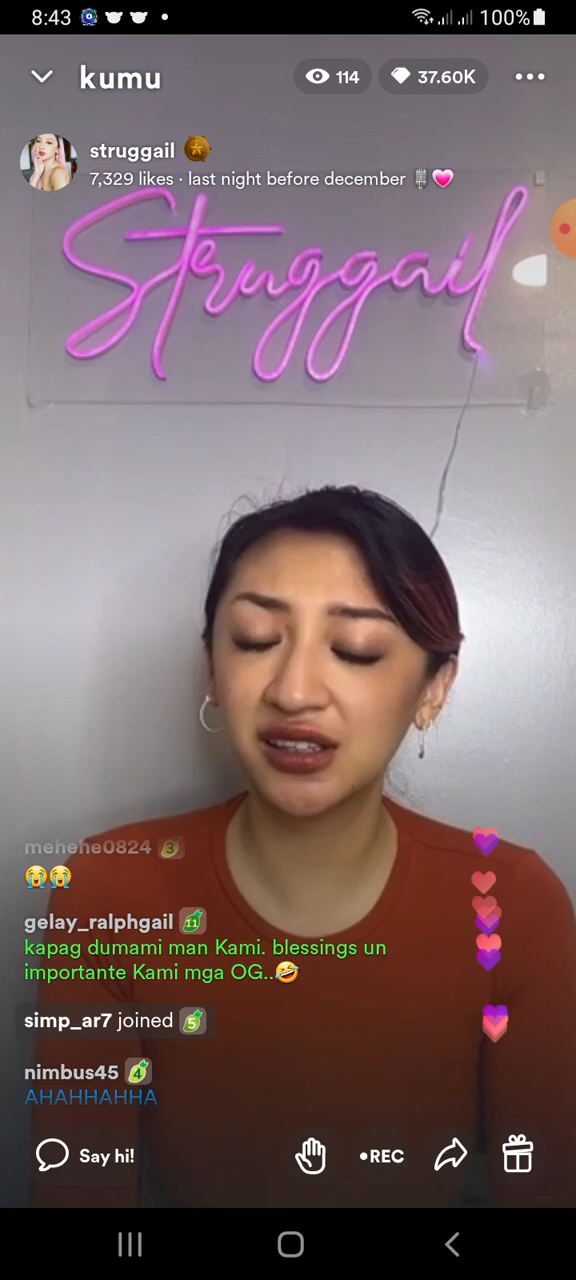 8:43
100%
kumu
114
37.60K
struggail
7,329 likes · last night before december 🎙️💗
Struggail
mehehe0824 3
😭😭
gelay_ralphgail 11
kapag dumami man Kami. blessings un
importante Kami mga OG..🤣
simp_ar7 joined 5
nimbus45 4
AHAHHAHHA
Say hi!
•REC